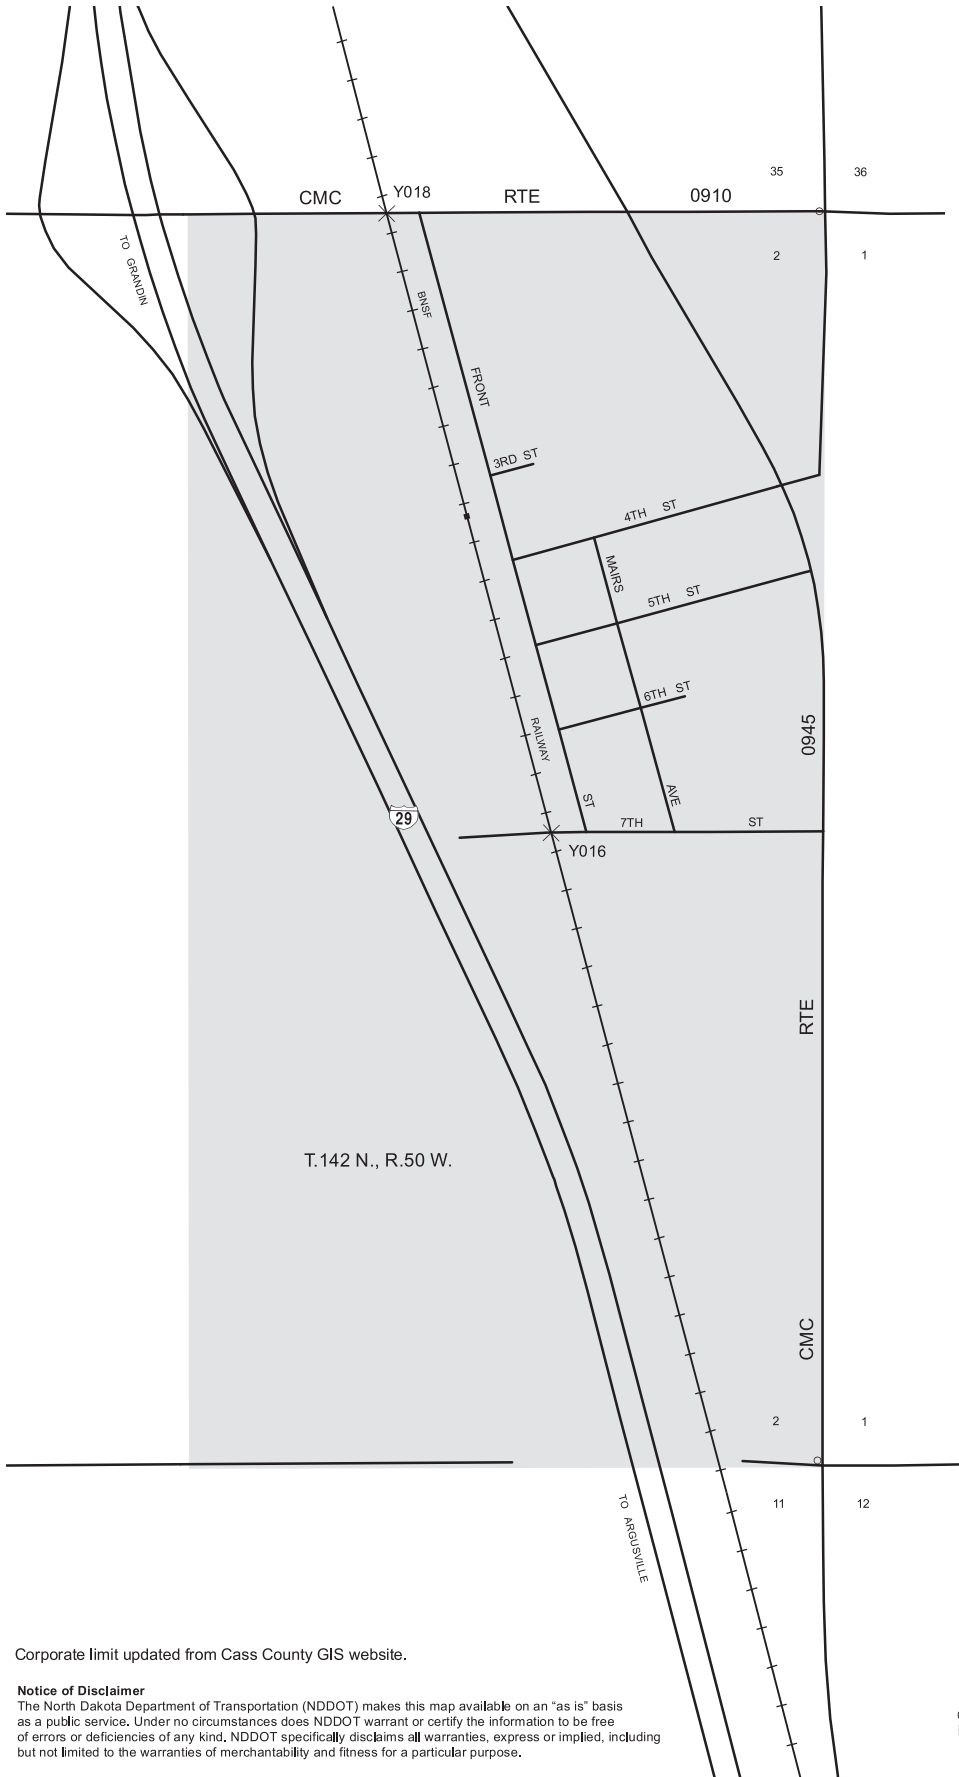 35 36
CMC Y018 RTE 0910
2 1
TO GRANDIN
BNSF
FRONT
3RD ST
4TH ST
MAIRS
5TH ST
6TH ST
0945
RAILWAY
ST
AVE
29
7TH ST
Y016
RTE
T.142 N., R.50 W.
CMC
2 1
11 12
TO ARGUSVILLE
Corporate limit updated from Cass County GIS website.
Notice of Disclaimer
The North Dakota Department of Transportation (NDDOT) makes this map available on an “as is” basis
as a public service. Under no circumstances does NDDOT warrant or certify the information to be free
of errors or deficiencies of any kind. NDDOT specifically disclaims all warranties, express or implied, including
but not limited to the warranties of merchantability and fitness for a particular purpose.